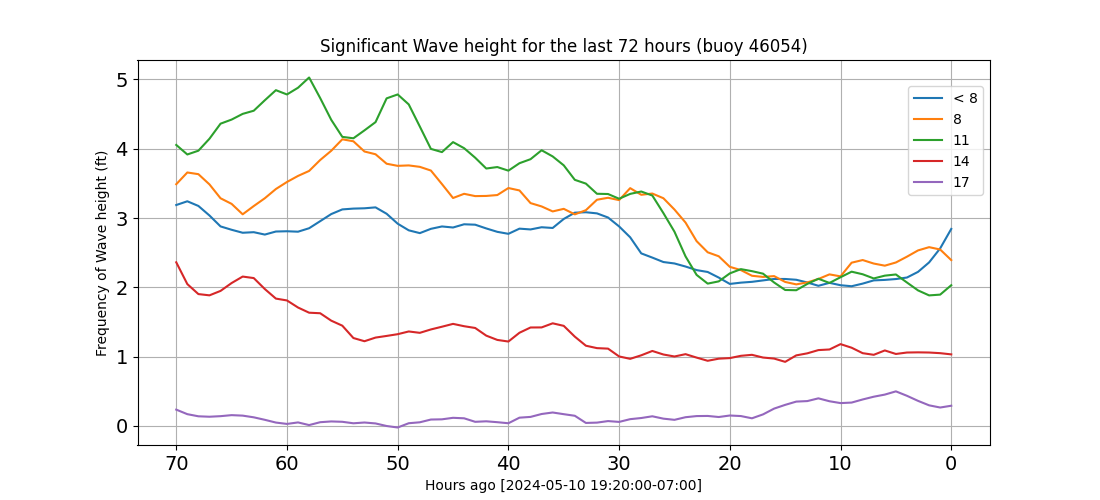 Significant Wave height for the last 72 hours (buoy 46054)
Frequency of Wave height (ft)
5
4
3
2
1
0
< 8
8
11
14
17
70 60 50 40 30 20 10 0
Hours ago [2024-05-10 19:20:00-07:00]